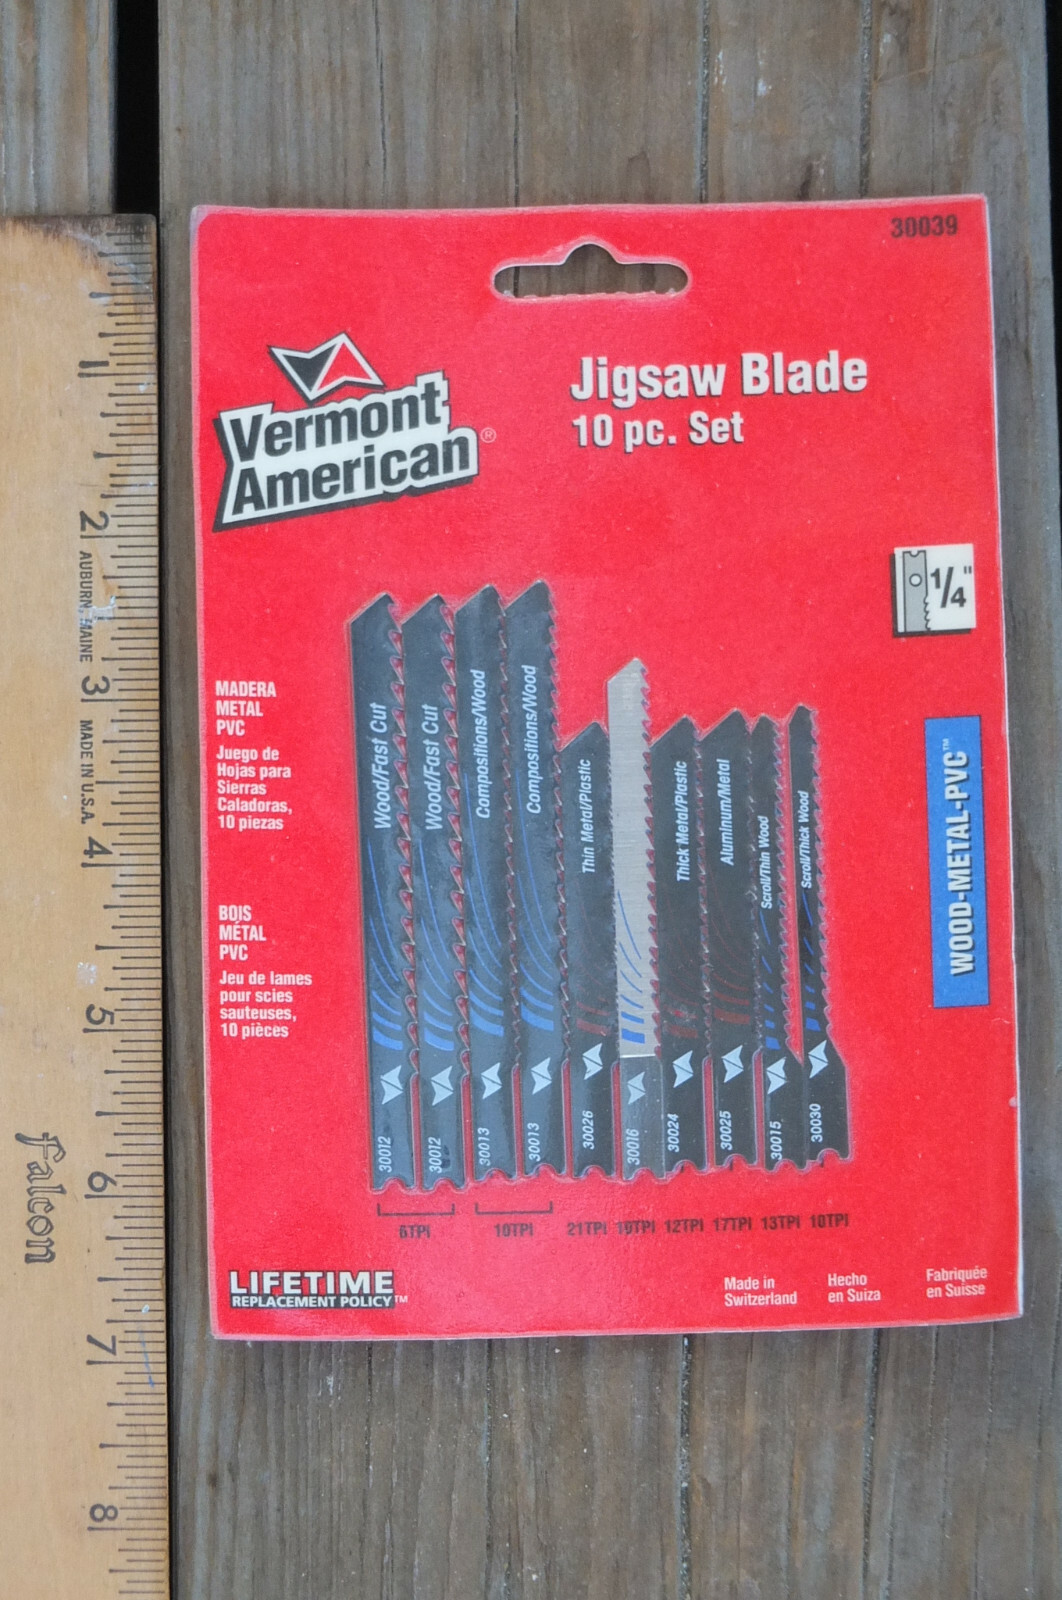 30039
Vermont
American®
Jigsaw Blade
10 pc. Set
1/4"
MADERA
METAL
PVC
Juego de
Hojas para
Sierras
Caladoras,
10 piezas
BOIS
MÉTAL
PVC
Jeu de lames
pour scies
sauteuses,
10 pièces
WOOD-METAL-PVC™
Wood/Fast Cut
Wood/Fast Cut
Compositions/Wood
Compositions/Wood
Thin Metal/Plastic
Thick Metal/Plastic
Aluminum/Metal
Scroll/Thin Wood
Scroll/Thick Wood
30012
30012
30013
30013
30026
30016
30024
30025
30015
30030
6TPI
10TPI
21TPI
12TPI
17TPI
13TPI
LIFETIME
REPLACEMENT POLICY™
Made in
Switzerland
Hecho
en Suiza
Fabriquée
en Suisse
1
2
3
4
5
6
7
8
AUBURN, MAINE
MADE IN U.S.A.
falcon